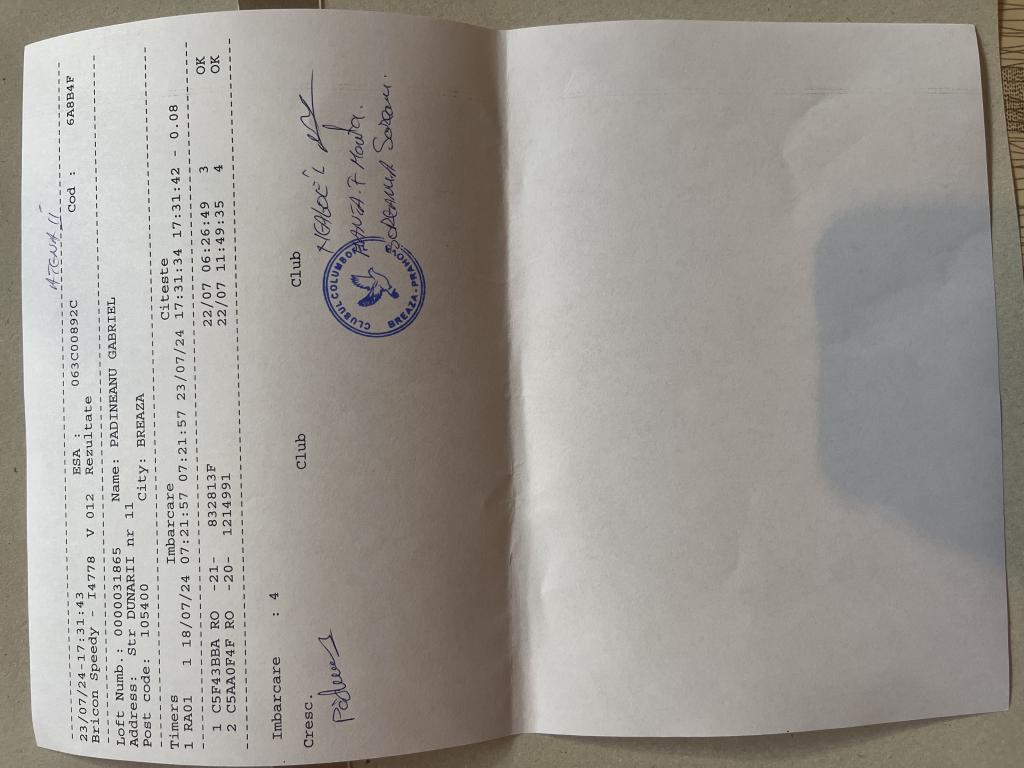 ATENA II
--------------------------------------------------------------------
23/07/24-17:31:43 ESA : 063C00892C Cod : 6A8B4F
Bricon Speedy - I4778 V 012 Rezultate
--------------------------------------------------------------------
Loft Numb.: 0000031865 Name: PADINEANU GABRIEL
Address: Str DUNARII nr 11
Post code: 105400 City: BREAZA
--------------------------------------------------------------------
Timers Imbarcare Citeste
1 RA01 1 18/07/24 07:21:57 07:21:57 23/07/24 17:31:34 17:31:42 - 0.08
--------------------------------------------------------------------
1 C5F43BBA RO -21- 832813F 22/07 06:26:49 3 OK
2 C5AA0F4F RO -20- 1214991 22/07 11:49:35 4 OK
--------------------------------------------------------------------
Imbarcare : 4
Cresc. Club Club
CLUBUL COLUMBOFIL
BREAZA-PRAHOVA